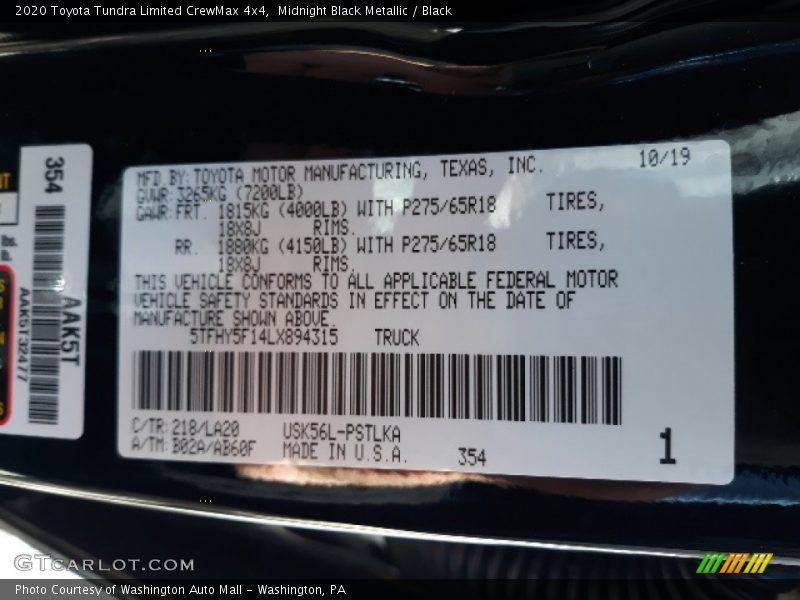 2020 Toyota Tundra Limited CrewMax 4x4,  Midnight Black Metallic / Black
354
AAK5T
AAK5T32477
lbs.
lb.
MFD BY: TOYOTA MOTOR MANUFACTURING, TEXAS, INC. 10/19
GVWR: 3265KG (7200LB)
GAWR: FRT. 1815KG (4000LB) WITH P275/65R18 TIRES,
18X8J RIMS.
RR. 1880KG (4150LB) WITH P275/65R18 TIRES,
18X8J RIMS.
THIS VEHICLE CONFORMS TO ALL APPLICABLE FEDERAL MOTOR
VEHICLE SAFETY STANDARDS IN EFFECT ON THE DATE OF
MANUFACTURE SHOWN ABOVE.
5TFHY5F14LX894315 TRUCK
C/TR: 218/LA20 USK56L-PSTLKA
A/TM: B02A/AB60F MADE IN U.S.A. 354 1
GTCARLOT.COM
Photo Courtesy of Washington Auto Mall - Washington, PA